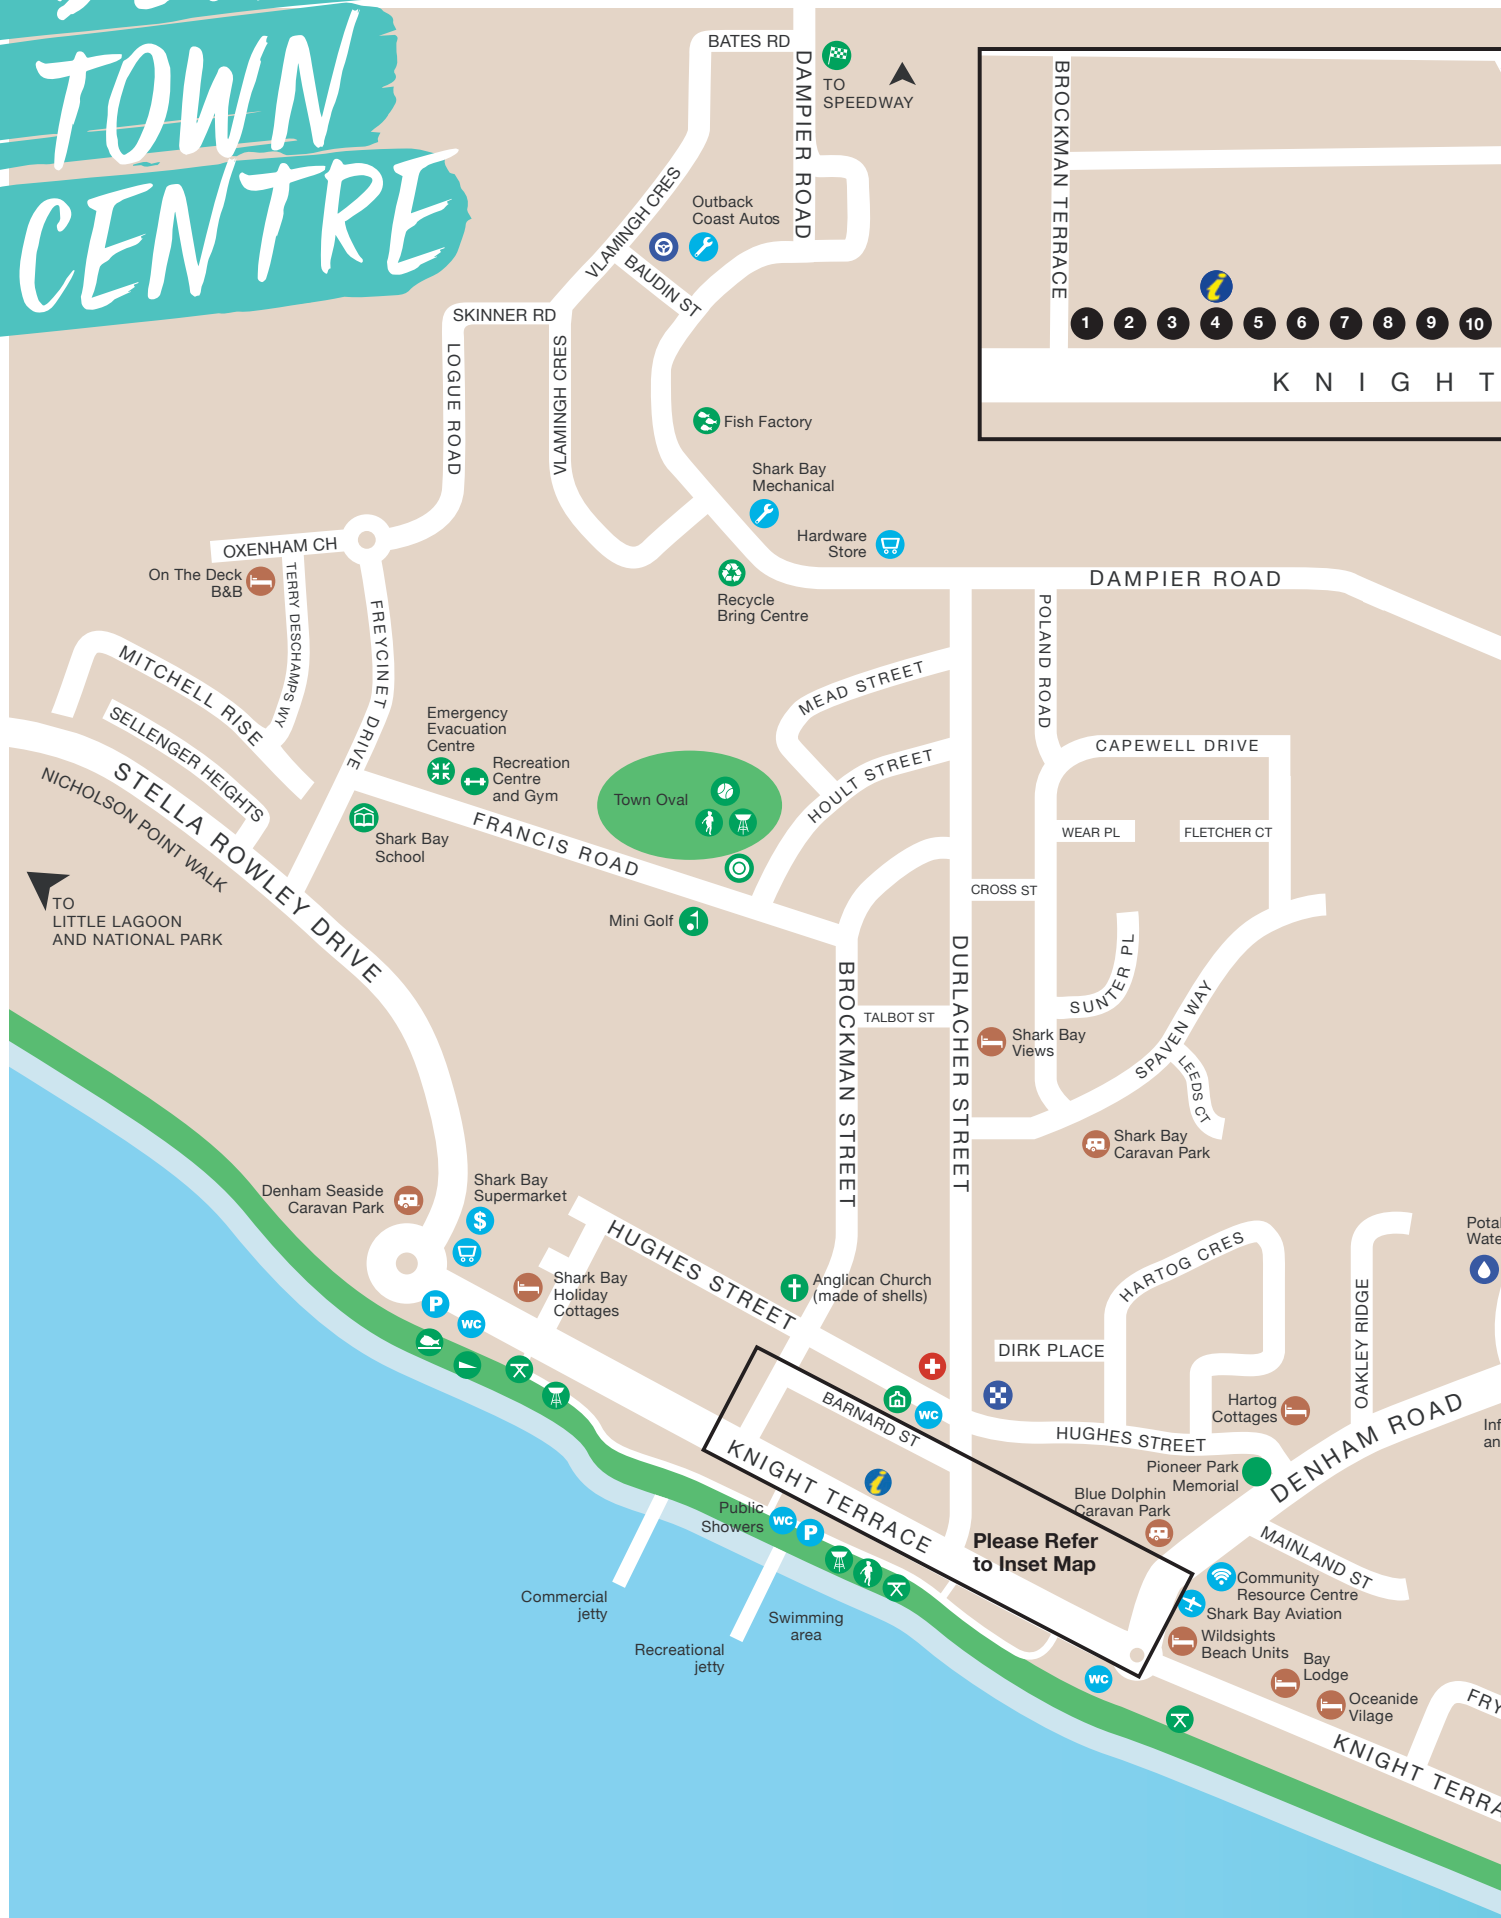 TOWN
CENTRE
BATES RD
DAMPIER ROAD
TO
SPEEDWAY
BROCKMAN TERRACE
i
1 2 3 4 5 6 7 8 9 10
KNIGHT
VLAMINGH CRES
Outback
Coast Autos
BAUDIN ST
SKINNER RD
LOGUE ROAD
VLAMINGH CRES
Fish Factory
Shark Bay
Mechanical
Hardware
Store
OXENHAM CH
On The Deck
B&B
TERRY DESCHAMPS WY
FREYCINET DRIVE
Recycle
Bring Centre
DAMPIER ROAD
POLAND ROAD
MITCHELL RISE
SELLENGER HEIGHTS
STELLA ROWLEY DRIVE
NICHOLSON POINT WALK
MEAD STREET
HOULT STREET
Emergency
Evacuation
Centre
Recreation
Centre
and Gym
Town Oval
CAPEWELL DRIVE
WEAR PL
FLETCHER CT
Shark Bay
School
FRANCIS ROAD
Mini Golf
CROSS ST
TO
LITTLE LAGOON
AND NATIONAL PARK
BROCKMAN STREET
DURLACHER STREET
TALBOT ST
SUNTER PL
SPAVEN WAY
LEEDS CT
Shark Bay
Views
Shark Bay
Caravan Park
Denham Seaside
Caravan Park
Shark Bay
Supermarket
$
HUGHES STREET
Shark Bay
Holiday
Cottages
P
WC
Anglican Church
(made of shells)
HARTOG CRES
OAKLEY RIDGE
DIRK PLACE
BARNARD ST
WC
HUGHES STREET
Hartog
Cottages
DENHAM ROAD
Pioneer Park
Memorial
Blue Dolphin
Caravan Park
KNIGHT TERRACE
i
Please Refer
to Inset Map
MAINLAND ST
Public
Showers
WC
P
Community
Resource Centre
Shark Bay Aviation
Wildsights
Beach Units
Commercial
jetty
Recreational
jetty
Swimming
area
WC
Bay
Lodge
Oceanide
Vilage
KNIGHT TERRA
FRY